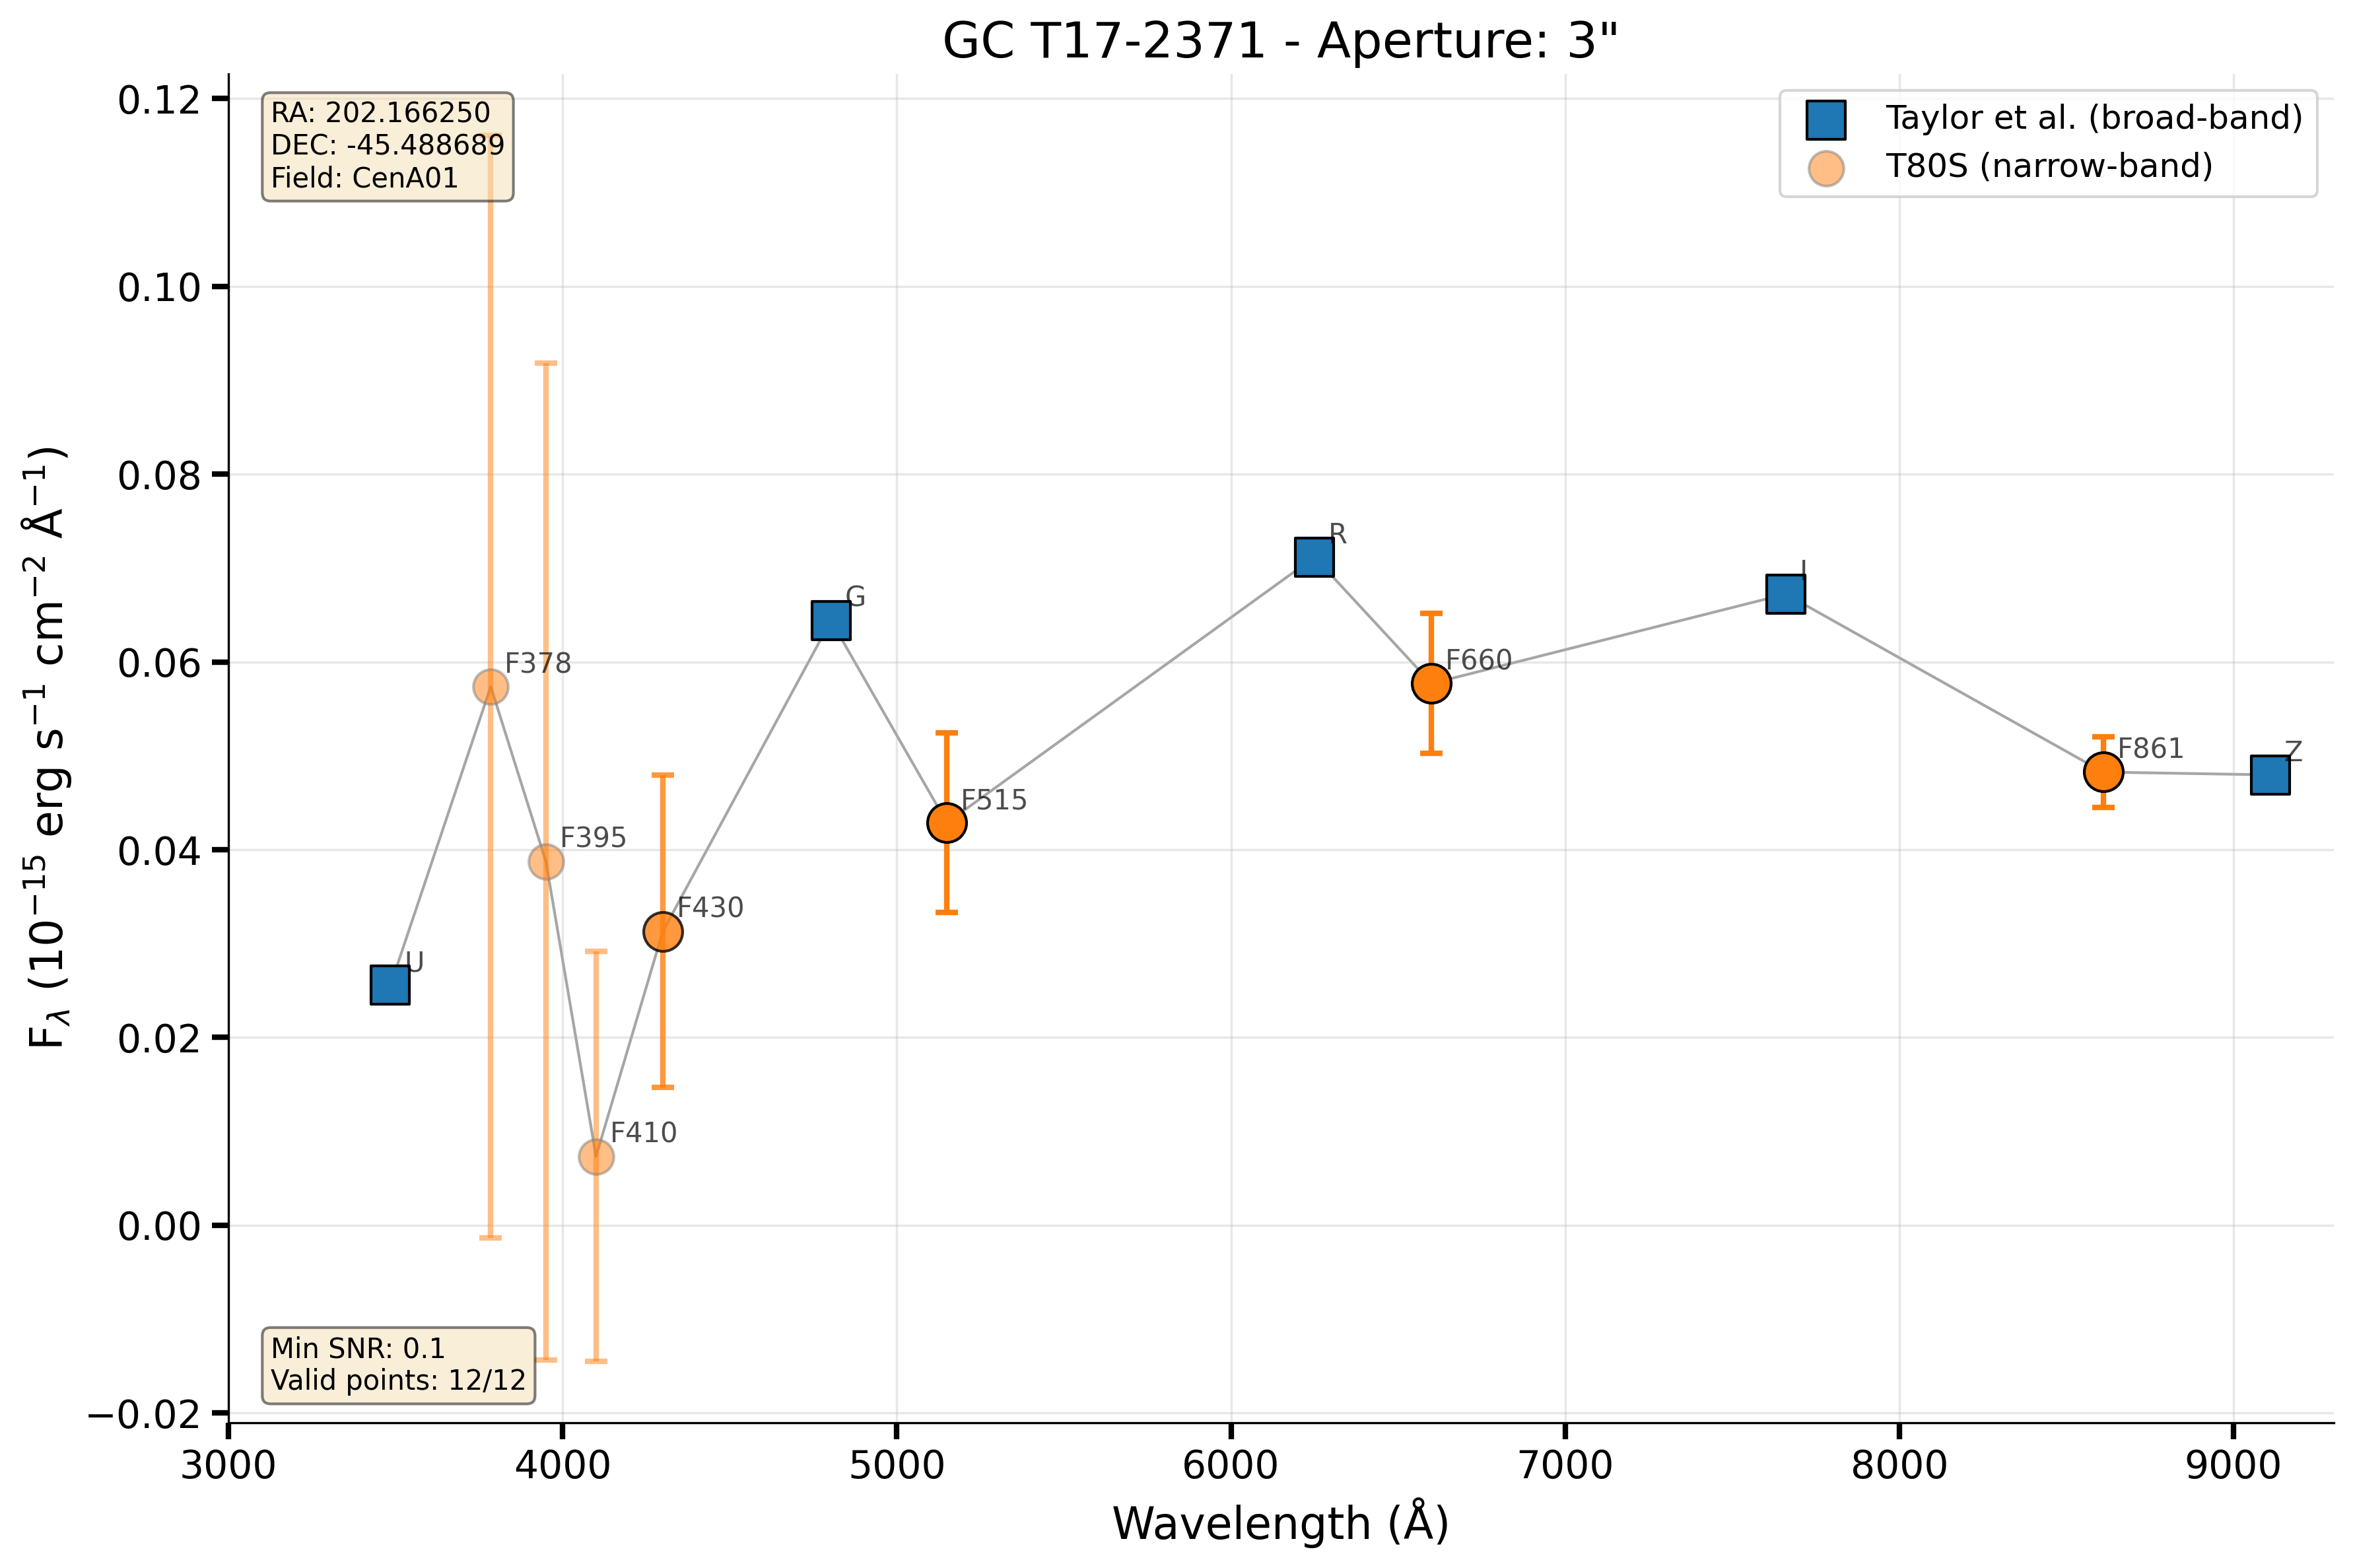 GC T17-2371 - Aperture: 3"
RA: 202.166250
DEC: -45.488689
Field: CenA01
Taylor et al. (broad-band)
T80S (narrow-band)
0.12
0.10
0.08
0.06
0.04
0.02
0.00
−0.02
F_λ (10⁻¹⁵ erg s⁻¹ cm⁻² Å⁻¹)
U
F378
F395
F410
F430
G
F515
R
F660
I
F861
Z
Min SNR: 0.1
Valid points: 12/12
3000 4000 5000 6000 7000 8000 9000
Wavelength (Å)